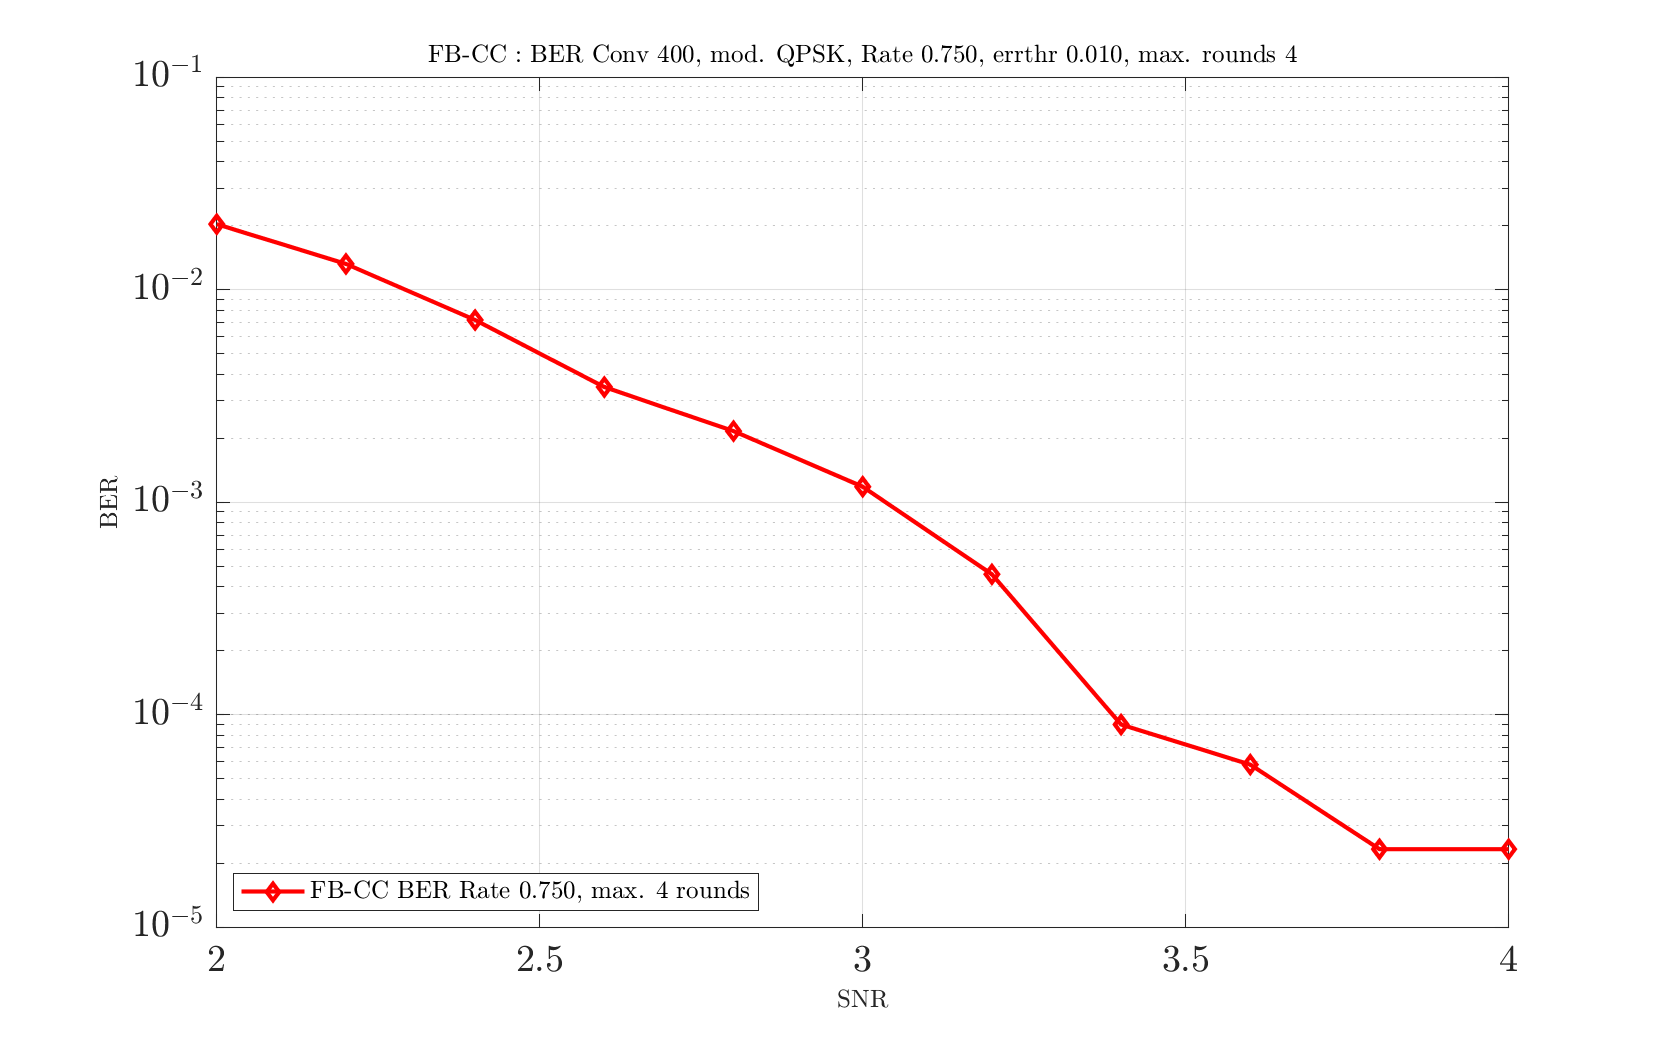 FB-CC : BER Conv 400, mod. QPSK, Rate 0.750, errthr 0.010, max. rounds 4
10⁻¹
10⁻²
10⁻³
10⁻⁴
10⁻⁵
BER
FB-CC BER Rate 0.750, max. 4 rounds
2 2.5 3 3.5 4
SNR